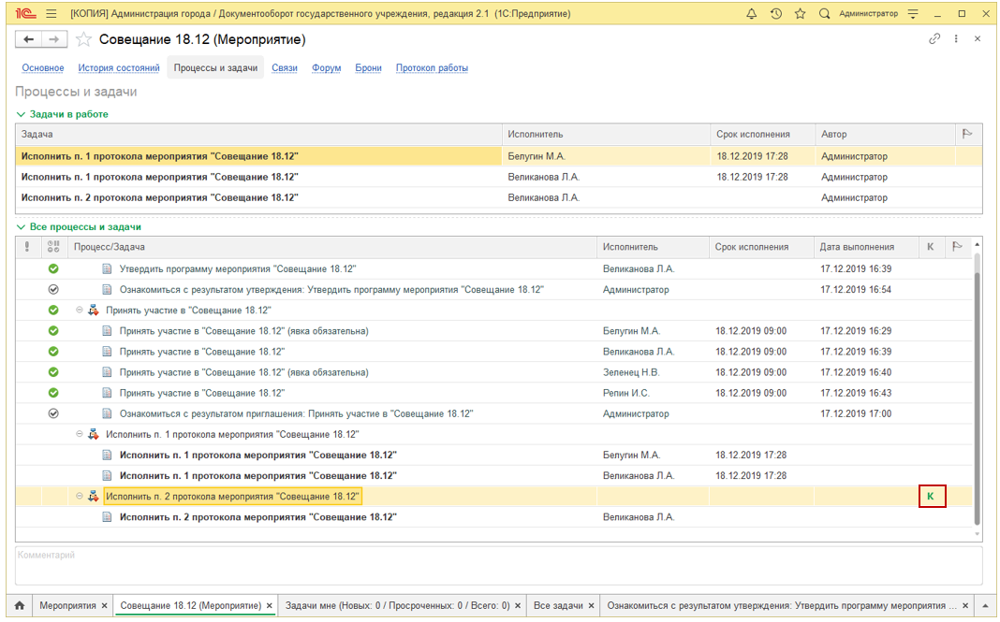 [КОПИЯ] Администрация города / Документооборот государственного учреждения, редакция 2.1 (1С:Предприятие) Администратор
Совещание 18.12 (Мероприятие)
Основное История состояний Процессы и задачи Связи Форум Брони Протокол работы
Процессы и задачи
Задачи в работе
Задача Исполнитель Срок исполнения Автор
Исполнить п. 1 протокола мероприятия "Совещание 18.12" Белугин М.А. 18.12.2019 17:28 Администратор
Исполнить п. 1 протокола мероприятия "Совещание 18.12" Великанова Л.А. 18.12.2019 17:28 Администратор
Исполнить п. 2 протокола мероприятия "Совещание 18.12" Великанова Л.А. Администратор
Все процессы и задачи
Процесс/Задача Исполнитель Срок исполнения Дата выполнения К
Утвердить программу мероприятия "Совещание 18.12" Великанова Л.А. 17.12.2019 16:39
Ознакомиться с результатом утверждения: Утвердить программу мероприятия "Совещание 18.12" Администратор 17.12.2019 16:54
Принять участие в "Совещание 18.12"
Принять участие в "Совещание 18.12" (явка обязательна) Белугин М.А. 18.12.2019 09:00 17.12.2019 16:29
Принять участие в "Совещание 18.12" Великанова Л.А. 18.12.2019 09:00 17.12.2019 16:39
Принять участие в "Совещание 18.12" (явка обязательна) Зеленец Н.В. 18.12.2019 09:00 17.12.2019 16:40
Принять участие в "Совещание 18.12" Репин И.С. 18.12.2019 09:00 17.12.2019 16:43
Ознакомиться с результатом приглашения: Принять участие в "Совещание 18.12" Администратор 17.12.2019 17:00
Исполнить п. 1 протокола мероприятия "Совещание 18.12"
Исполнить п. 1 протокола мероприятия "Совещание 18.12" Белугин М.А. 18.12.2019 17:28
Исполнить п. 1 протокола мероприятия "Совещание 18.12" Великанова Л.А. 18.12.2019 17:28
Исполнить п. 2 протокола мероприятия "Совещание 18.12" К
Исполнить п. 2 протокола мероприятия "Совещание 18.12" Великанова Л.А.
Комментарий
Мероприятия Совещание 18.12 (Мероприятие) Задачи мне (Новых: 0 / Просроченных: 0 / Всего: 0) Все задачи Ознакомиться с результатом утверждения: Утвердить программу мероприятия ...